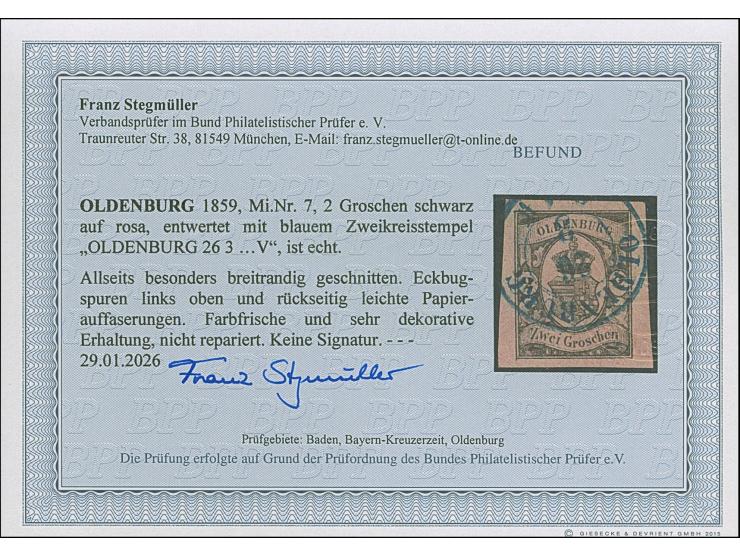 Franz Stegmüller
Verbandsprüfer im Bund Philatelistischer Prüfer e. V.
Traunreuter Str. 38, 81549 München, E-Mail: franz.stegmueller@t-online.de
BEFUND
OLDENBURG 1859, Mi.Nr. 7, 2 Groschen schwarz
auf rosa, entwertet mit blauem Zweikreisstempel
„OLDENBURG 26 3 ...V“, ist echt.
Allseits besonders breitrandig geschnitten. Eckbug-
spuren links oben und rückseitig leichte Papier-
auffaserungen. Farbfrische und sehr dekorative
Erhaltung, nicht repariert. Keine Signatur. - - -
29.01.2026
Franz Stegmüller
OLDENBURG
Zwei Groschen
Prüfgebiete: Baden, Bayern-Kreuzerzeit, Oldenburg
Die Prüfung erfolgte auf Grund der Prüfordnung des Bundes Philatelistischer Prüfer e.V.
© GIESECKE & DEVRIENT GMBH 2015